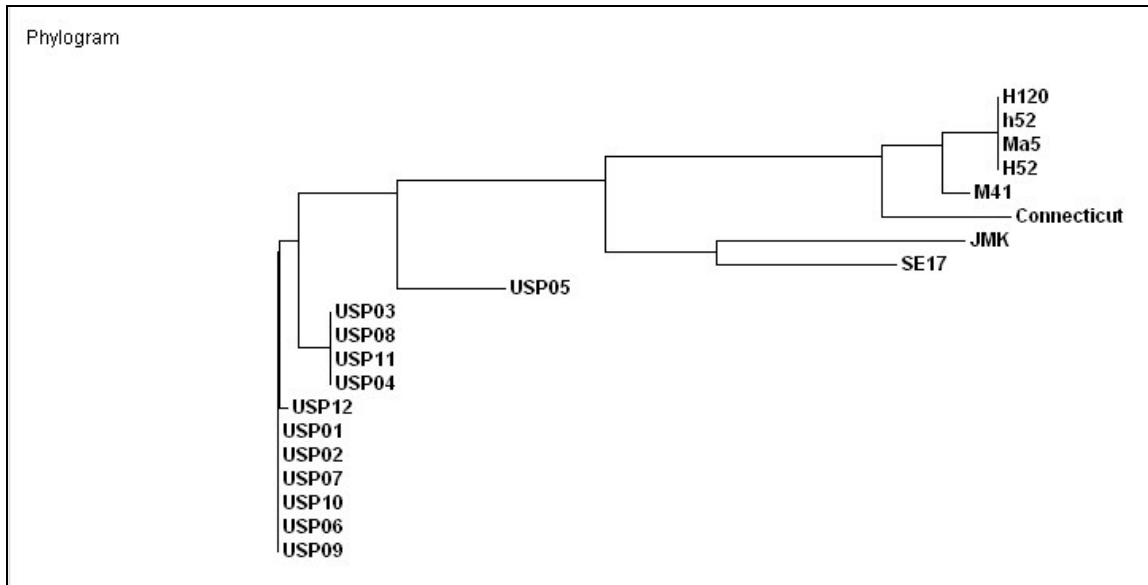 Phylogram
H120
h52
Ma5
H52
M41
Connecticut
JMK
SE17
USP05
USP03
USP08
USP11
USP04
USP12
USP01
USP02
USP07
USP10
USP06
USP09